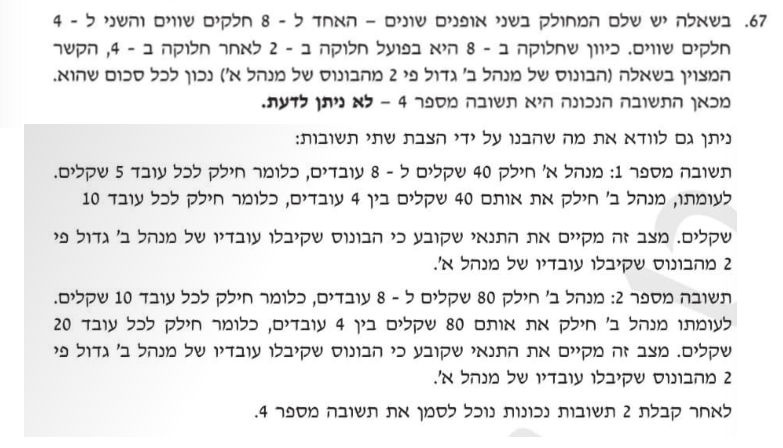 67. בשאלה יש שלם המחולק בשני אופנים שונים – האחד ל - 8 חלקים שווים והשני ל - 4
חלקים שווים. כיוון שחלוקה ב - 8 היא בפועל חלוקה ב - 2 לאחר חלוקה ב - 4, הקשר
המצוין בשאלה (הבונוס של מנהל ב' גדול פי 2 מהבונוס של מנהל א') נכון לכל סכום שהוא.
מכאן התשובה הנכונה היא תשובה מספר 4 – לא ניתן לדעת.
ניתן גם לוודא את מה שהבנו על ידי הצבת שתי תשובות:
תשובה מספר 1: מנהל א' חילק 40 שקלים ל - 8 עובדים, כלומר חילק לכל עובד 5 שקלים.
לעומתו, מנהל ב' חילק את אותם 40 שקלים בין 4 עובדים, כלומר חילק לכל עובד 10
שקלים. מצב זה מקיים את התנאי שקובע כי הבונוס שקיבלו עובדיו של מנהל ב' גדול פי
2 מהבונוס שקיבלו עובדיו של מנהל א'.
תשובה מספר 2: מנהל ב' חילק 80 שקלים ל - 8 עובדים, כלומר חילק לכל עובד 10 שקלים.
לעומתו מנהל ב' חילק את אותם 80 שקלים בין 4 עובדים, כלומר חילק לכל עובד 20
שקלים. מצב זה מקיים את התנאי שקובע כי הבונוס שקיבלו עובדיו של מנהל ב' גדול פי
2 מהבונוס שקיבלו עובדיו של מנהל א'.
לאחר קבלת 2 תשובות נכונות נוכל לסמן את תשובה מספר 4.